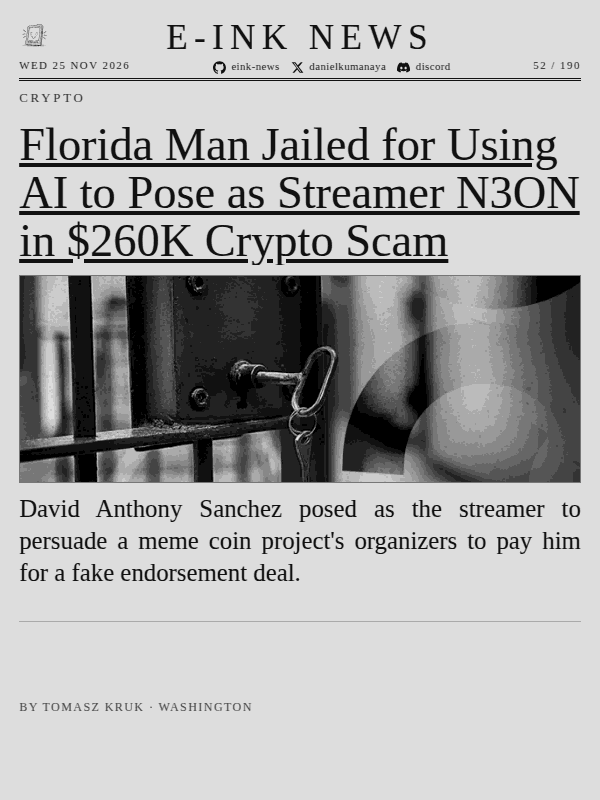 E-INK NEWS
WED 25 NOV 2026
eink-news
danielkumanaya
discord
52 / 190
CRYPTO
Florida Man Jailed for Using
AI to Pose as Streamer N3ON
in $260K Crypto Scam
David Anthony Sanchez posed as the streamer to
persuade a meme coin project's organizers to pay him
for a fake endorsement deal.
BY TOMASZ KRUK · WASHINGTON